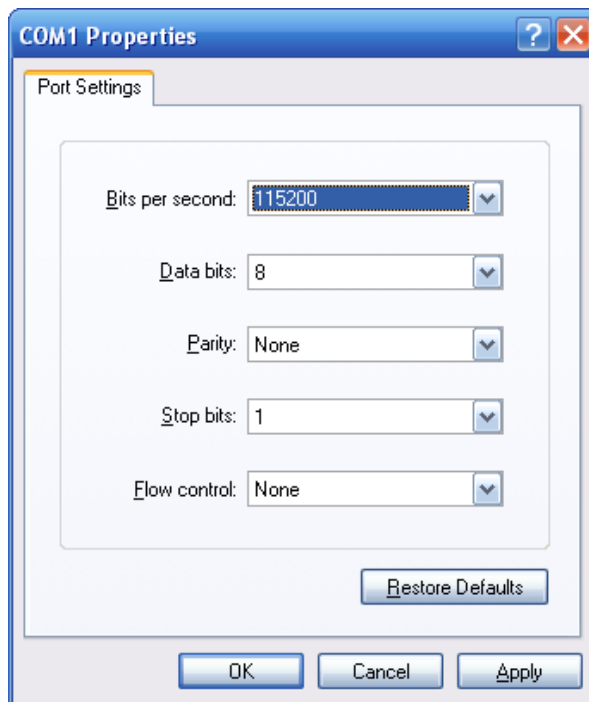 COM1 Properties
Port Settings
Bits per second: 115200
Data bits: 8
Parity: None
Stop bits: 1
Flow control: None
Restore Defaults
OK Cancel Apply